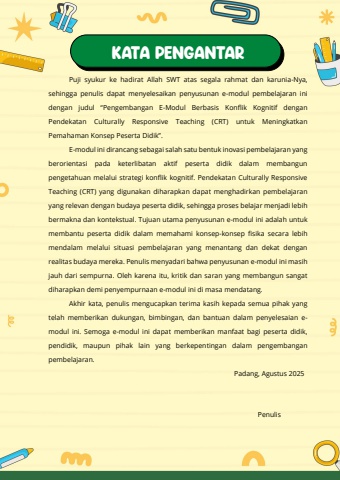 KATA PENGANTAR
Puji syukur ke hadirat Allah SWT atas segala rahmat dan karunia-Nya,
sehingga penulis dapat menyelesaikan penyusunan e-modul pembelajaran ini
dengan judul "Pengembangan E-Modul Berbasis Konflik Kognitif dengan
Pendekatan Culturally Responsive Teaching (CRT) untuk Meningkatkan
Pemahaman Konsep Peserta Didik".
E-modul ini dirancang sebagai salah satu bentuk inovasi pembelajaran yang
berorientasi pada keterlibatan aktif peserta didik dalam membangun
pengetahuan melalui strategi konflik kognitif. Pendekatan Culturally Responsive
Teaching (CRT) yang digunakan diharapkan dapat menghadirkan pembelajaran
yang relevan dengan budaya peserta didik, sehingga proses belajar menjadi lebih
bermakna dan kontekstual. Tujuan utama penyusunan e-modul ini adalah untuk
membantu peserta didik dalam memahami konsep-konsep fisika secara lebih
mendalam melalui situasi pembelajaran yang menantang dan dekat dengan
realitas budaya mereka. Penulis menyadari bahwa penyusunan e-modul ini masih
jauh dari sempurna. Oleh karena itu, kritik dan saran yang membangun sangat
diharapkan demi penyempurnaan e-modul ini di masa mendatang.
Akhir kata, penulis mengucapkan terima kasih kepada semua pihak yang
telah memberikan dukungan, bimbingan, dan bantuan dalam penyelesaian e-
modul ini. Semoga e-modul ini dapat memberikan manfaat bagi peserta didik,
pendidik, maupun pihak lain yang berkepentingan dalam pengembangan
pembelajaran.
Padang, Agustus 2025
Penulis